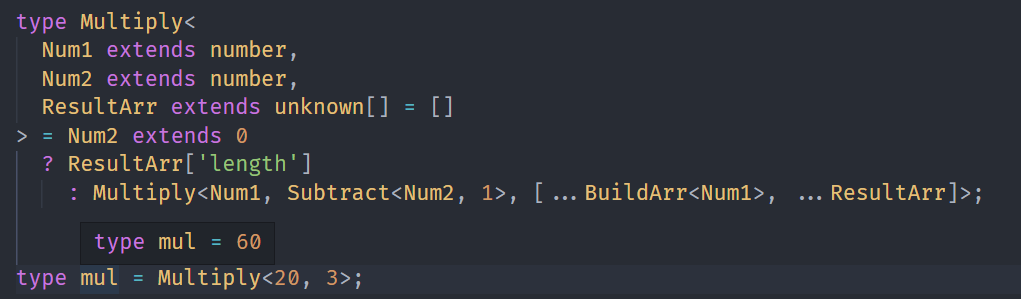 type Multiply<
  Num1 extends number,
  Num2 extends number,
  ResultArr extends unknown[] = []
> = Num2 extends 0
  ? ResultArr['length']
    : Multiply<Num1, Subtract<Num2, 1>, [...BuildArr<Num1>, ...ResultArr]>;
type mul = 60
type mul = Multiply<20, 3>;